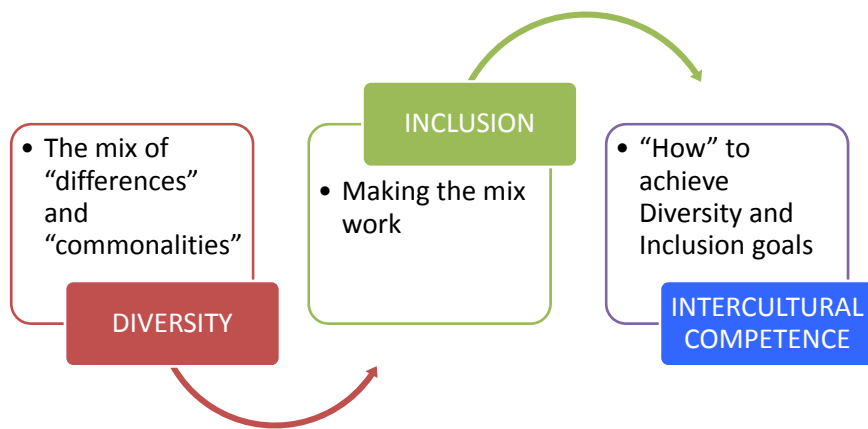 • The mix of
“differences”
and
“commonalities”
DIVERSITY
INCLUSION
• Making the mix
work
• “How” to
achieve
Diversity and
Inclusion goals
INTERCULTURAL
COMPETENCE